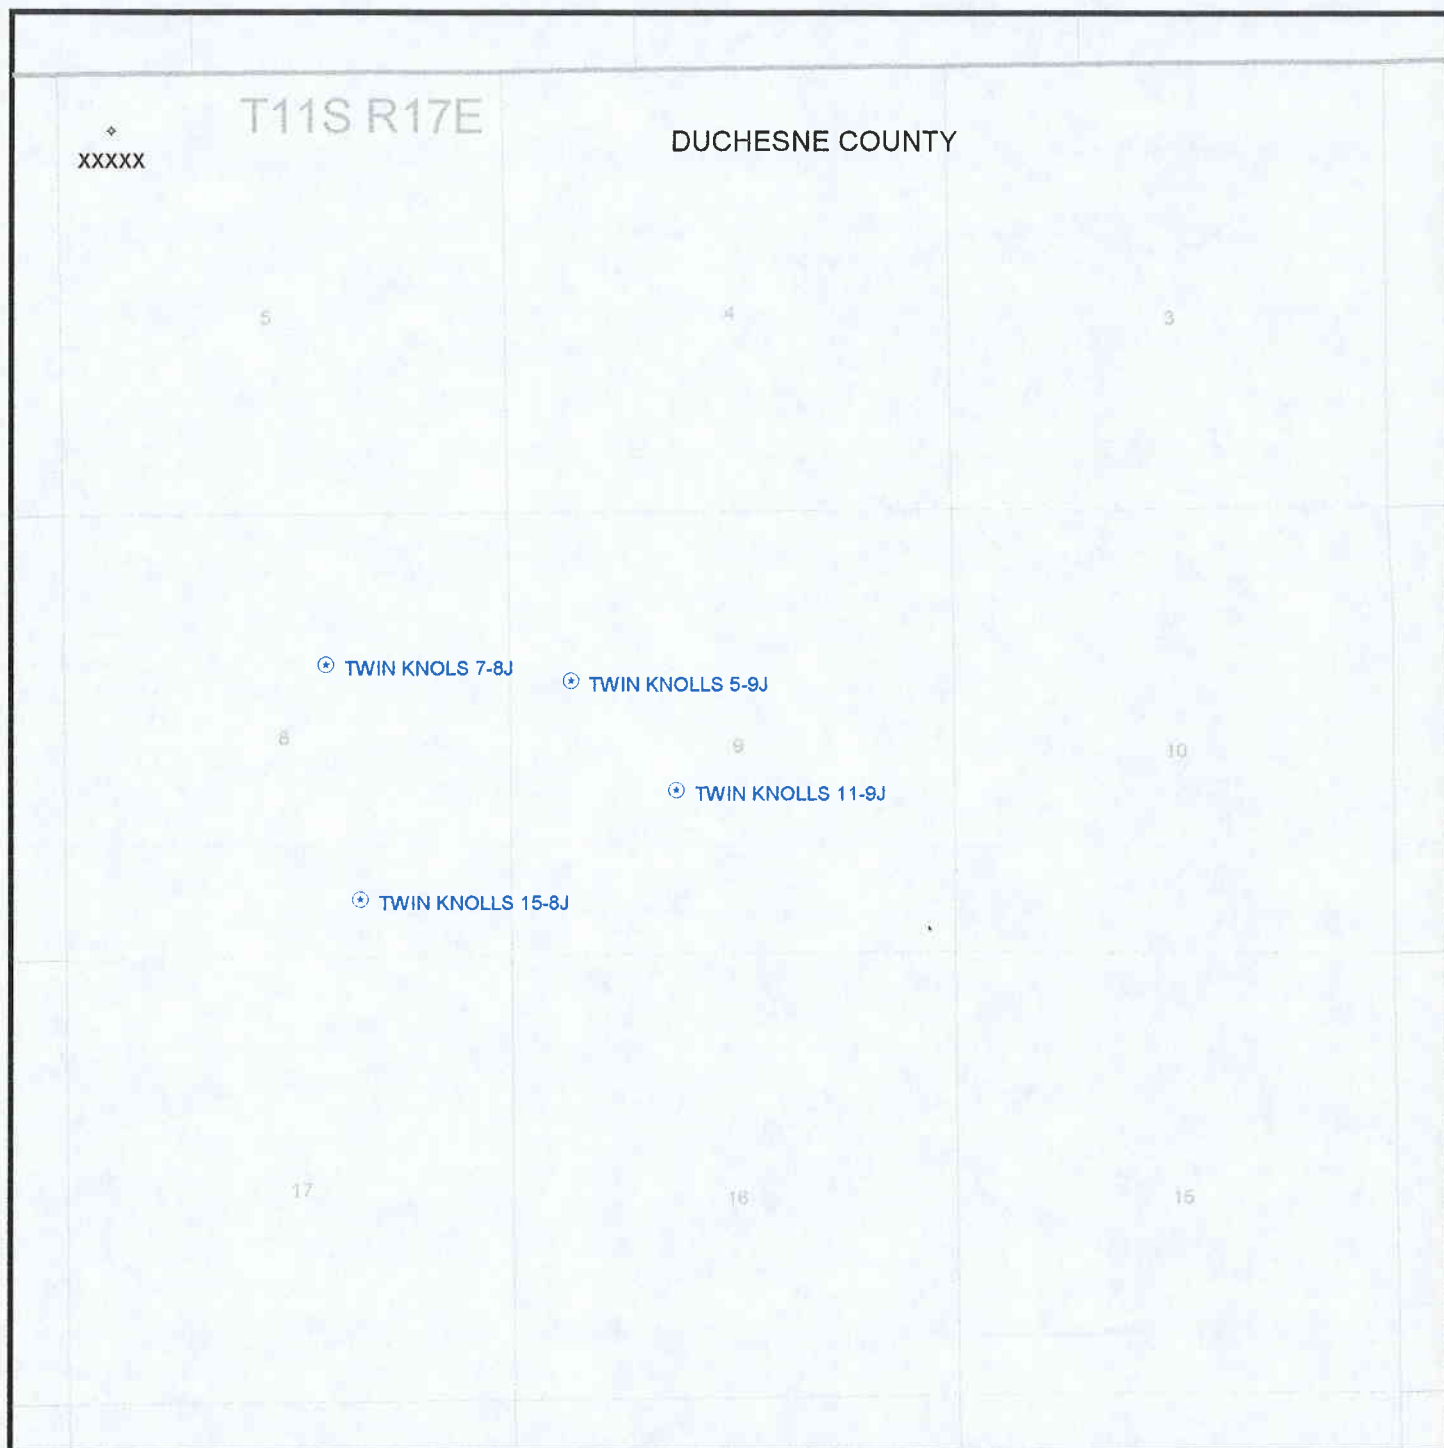 T11S R17E
DUCHESNE COUNTY
XXXXX
5
4
3
TWIN KNOLS 7-8J
TWIN KNOLLS 5-9J
8
9
10
TWIN KNOLLS 11-9J
TWIN KNOLLS 15-8J
17
16
15